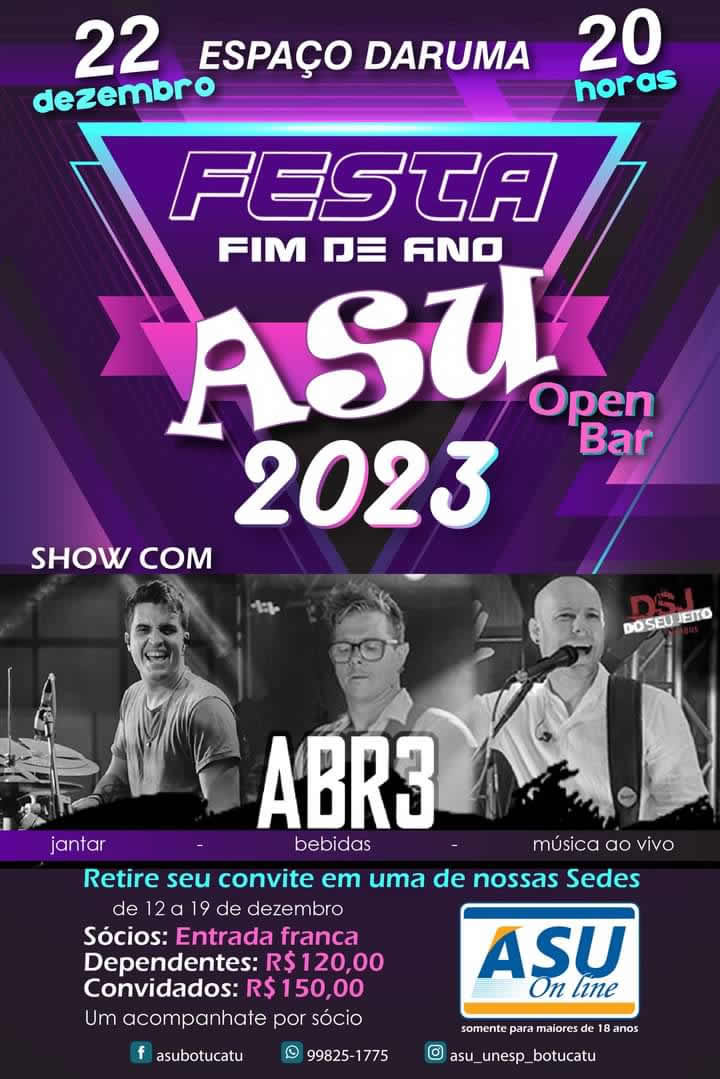 22
dezembro
ESPAÇO DARUMA
20
horas
FESTA
FIM DE ANO
ASU
Open
Bar
2023
SHOW COM
DSJ
DO SEU JEITO
ABR3
jantar - bebidas - música ao vivo
Retire seu convite em uma de nossas Sedes
de 12 a 19 de dezembro
Sócios: Entrada franca
Dependentes: R$120,00
Convidados: R$150,00
Um acompanhate por sócio
ASU
On line
somente para maiores de 18 anos
asubotucatu 99825-1775 asu_unesp_botucatu